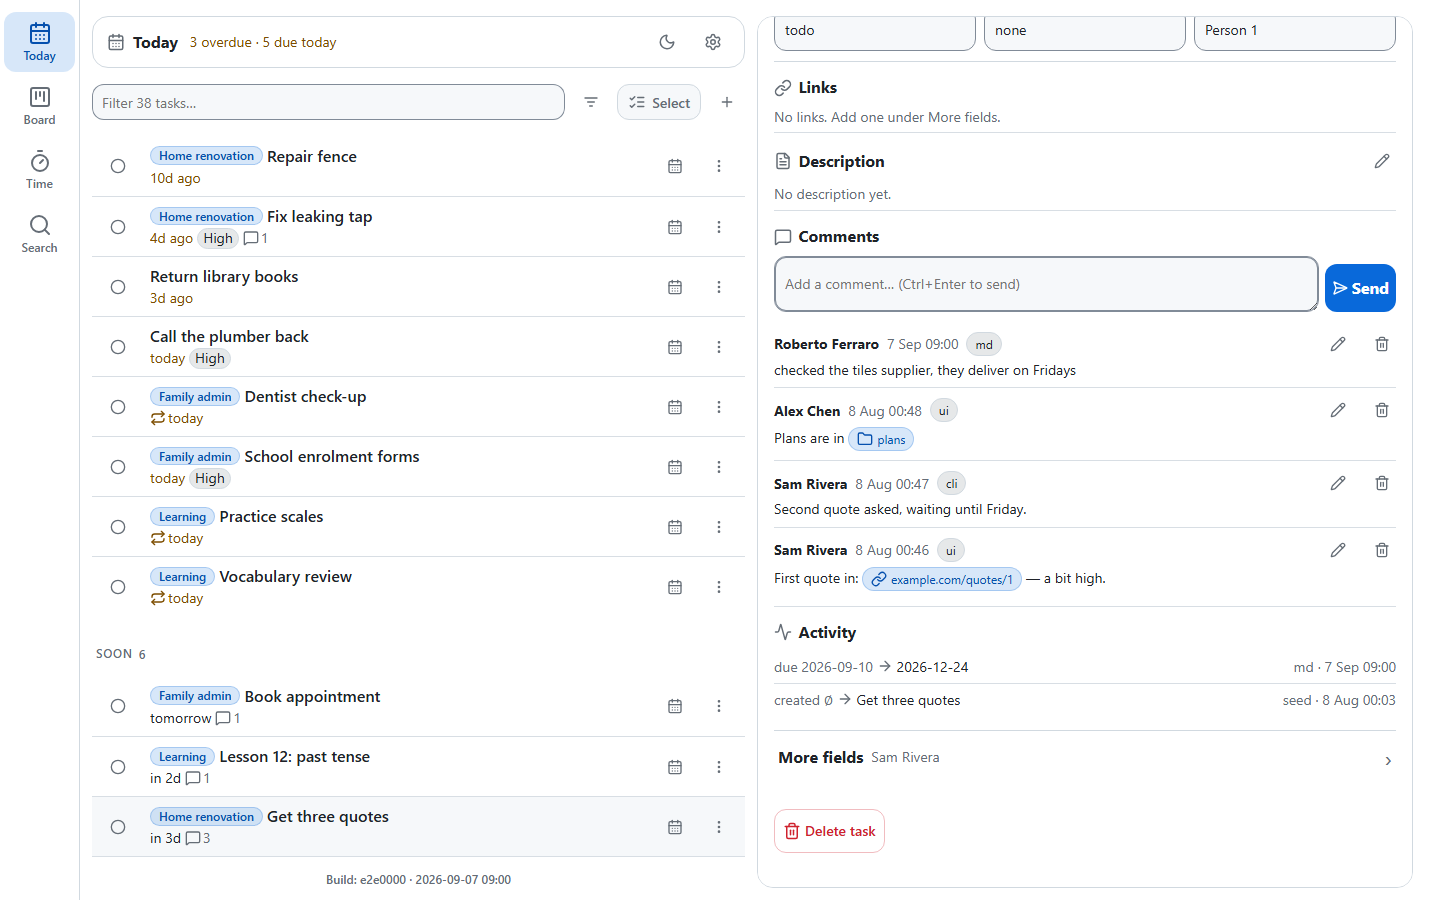 Today
Board
Time
Search
Today 3 overdue · 5 due today
Filter 38 tasks...
Select
Home renovation Repair fence
10d ago
Home renovation Fix leaking tap
4d ago High 1
Return library books
3d ago
Call the plumber back
today High
Family admin Dentist check-up
today
Family admin School enrolment forms
today High
Learning Practice scales
today
Learning Vocabulary review
today
SOON 6
Family admin Book appointment
tomorrow 1
Learning Lesson 12: past tense
in 2d 1
Home renovation Get three quotes
in 3d 3
Build: e2e0000 · 2026-09-07 09:00
todo none Person 1
Links
No links. Add one under More fields.
Description
No description yet.
Comments
Add a comment... (Ctrl+Enter to send)
Send
Roberto Ferraro 7 Sep 09:00 md
checked the tiles supplier, they deliver on Fridays
Alex Chen 8 Aug 00:48 ui
Plans are in plans
Sam Rivera 8 Aug 00:47 cli
Second quote asked, waiting until Friday.
Sam Rivera 8 Aug 00:46 ui
First quote in: example.com/quotes/1 — a bit high.
Activity
due 2026-09-10 → 2026-12-24 md · 7 Sep 09:00
created ∅ → Get three quotes seed · 8 Aug 00:03
More fields Sam Rivera
Delete task